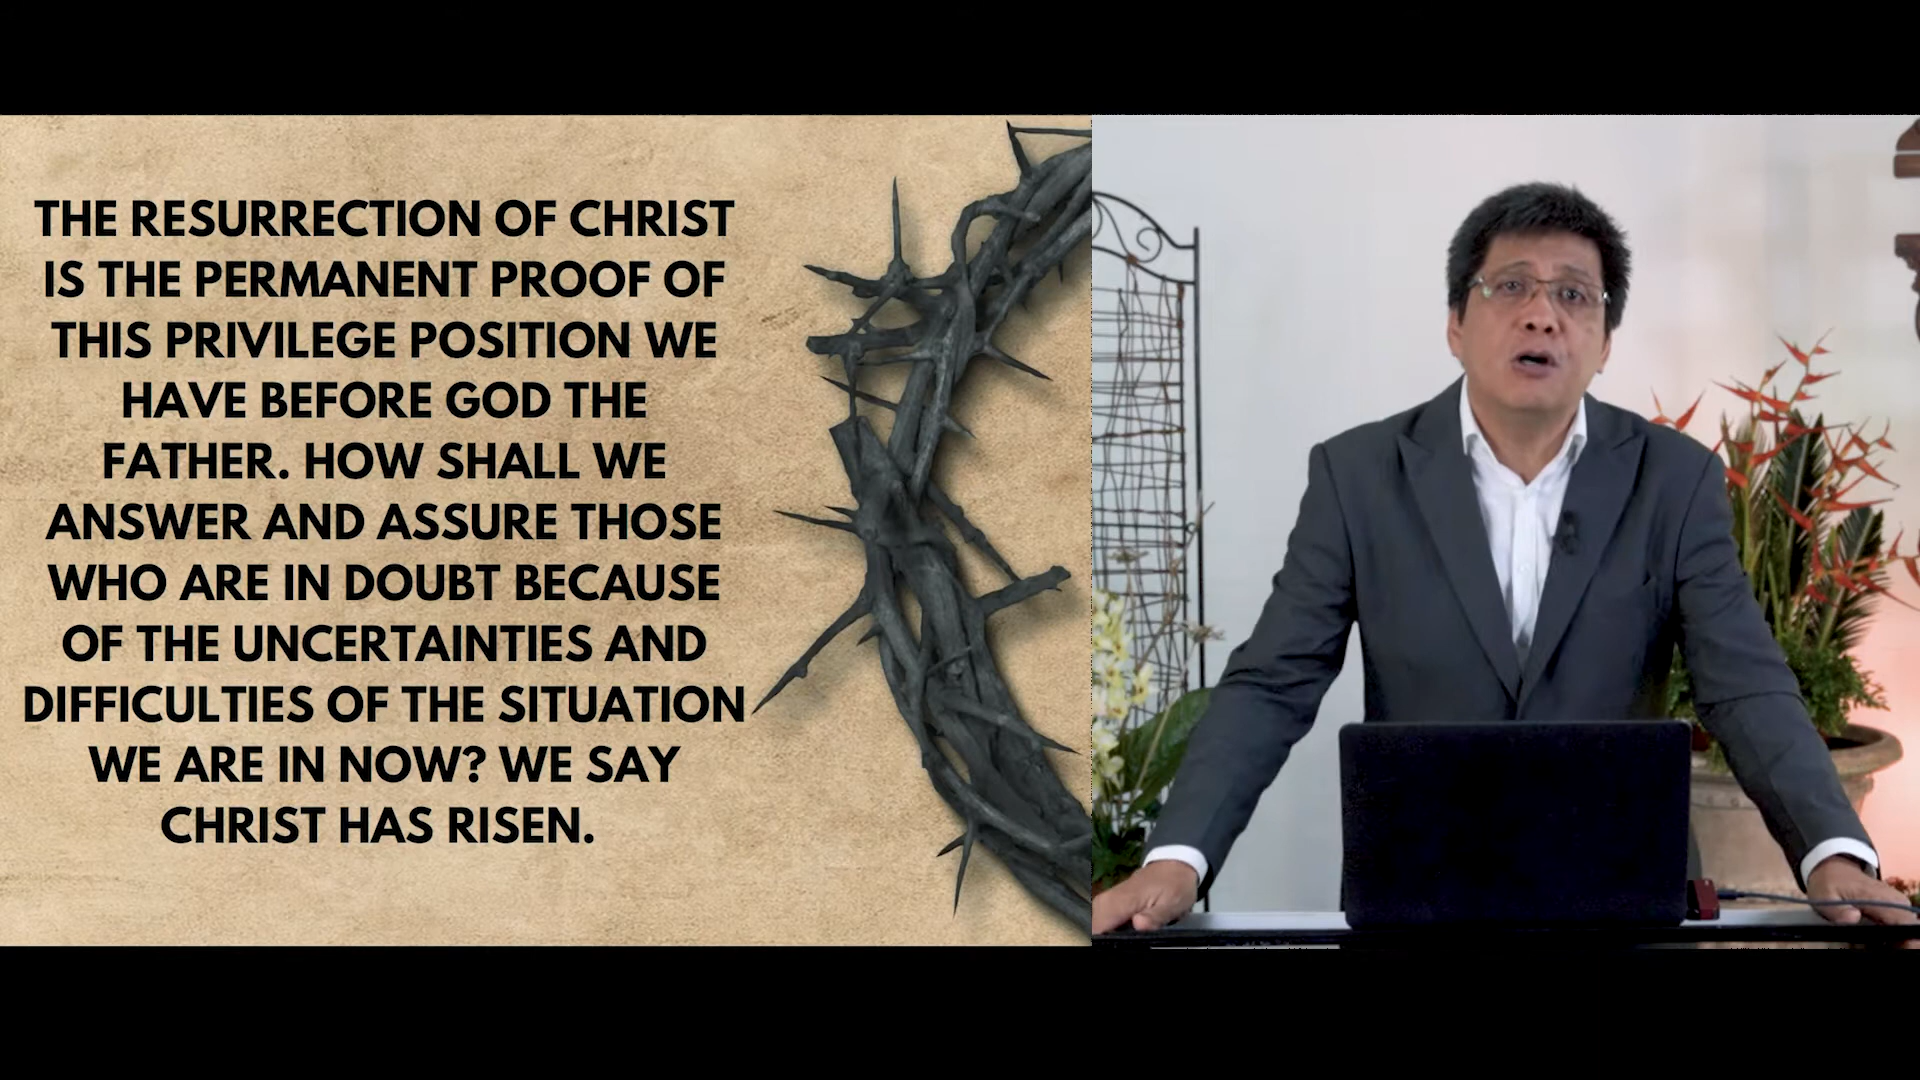 THE RESURRECTION OF CHRIST
IS THE PERMANENT PROOF OF
THIS PRIVILEGE POSITION WE
HAVE BEFORE GOD THE
FATHER. HOW SHALL WE
ANSWER AND ASSURE THOSE
WHO ARE IN DOUBT BECAUSE
OF THE UNCERTAINTIES AND
DIFFICULTIES OF THE SITUATION
WE ARE IN NOW? WE SAY
CHRIST HAS RISEN.